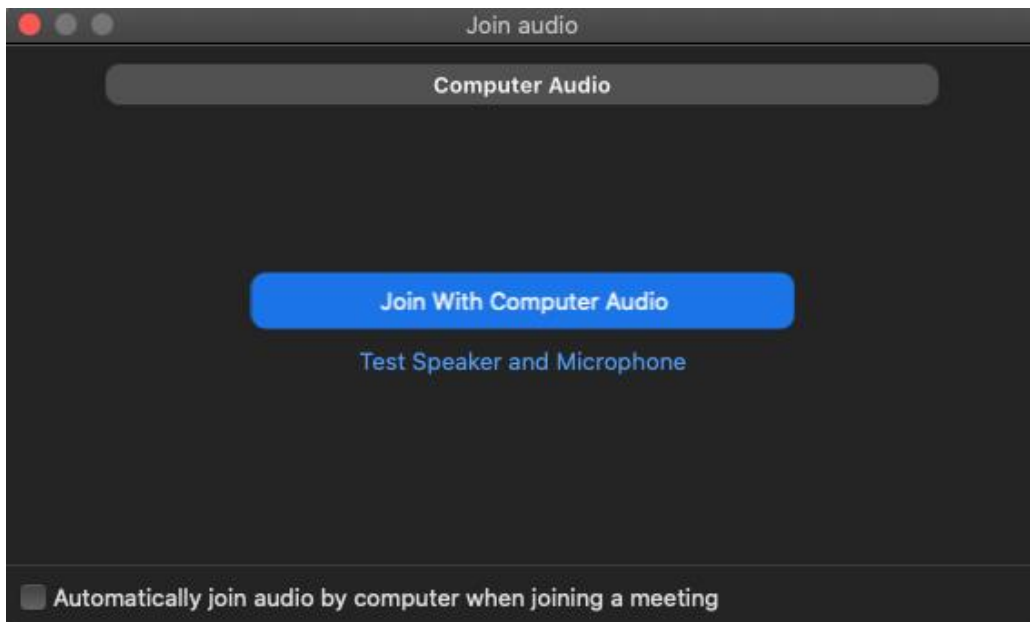 Join audio
Computer Audio
Join With Computer Audio
Test Speaker and Microphone
Automatically join audio by computer when joining a meeting